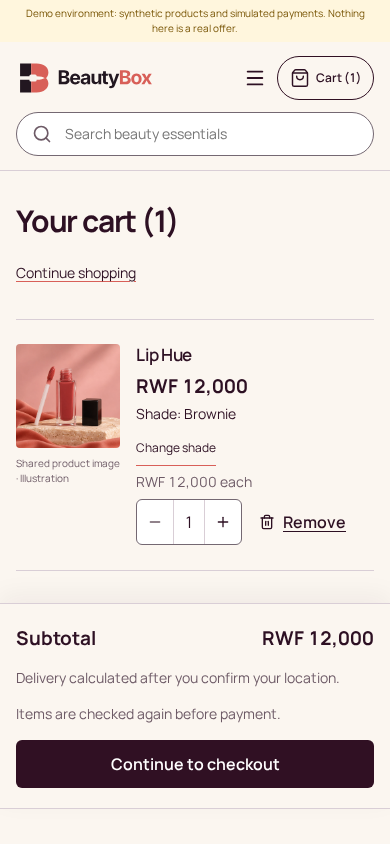 Demo environment: synthetic products and simulated payments. Nothing
here is a real offer.
BeautyBox
Cart (1)
Search beauty essentials
Your cart (1)
Continue shopping
Lip Hue
RWF 12,000
Shade: Brownie
Change shade
Shared product image
· Illustration
RWF 12,000 each
1
Remove
Subtotal
RWF 12,000
Delivery calculated after you confirm your location.
Items are checked again before payment.
Continue to checkout